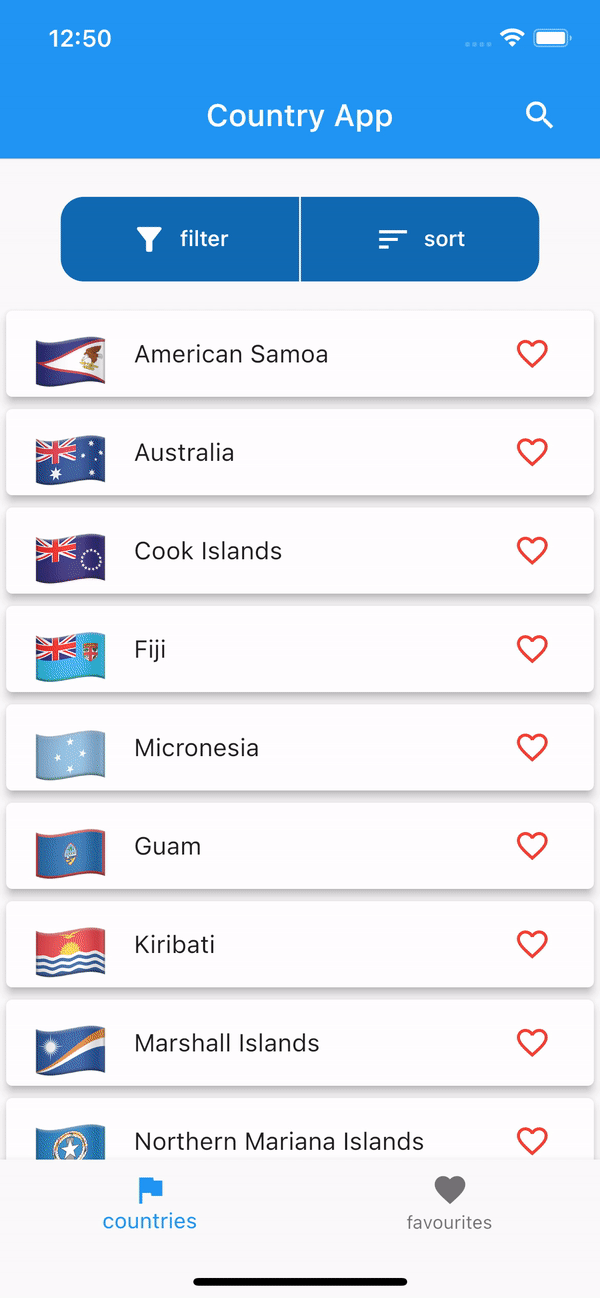 12:50
Country App
filter
sort
American Samoa
Australia
Cook Islands
Fiji
Micronesia
Guam
Kiribati
Marshall Islands
Northern Mariana Islands
countries
favourites